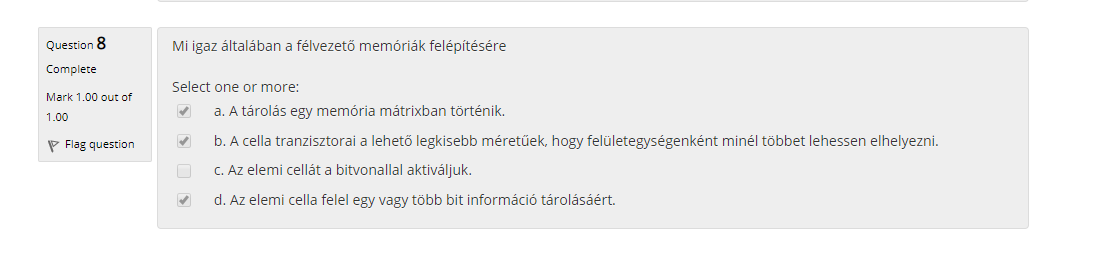 Question 8
Complete
Mark 1.00 out of
1.00
Flag question
Mi igaz általában a félvezető memóriák felépítésére
Select one or more:
a. A tárolás egy memória mátrixban történik.
b. A cella tranzisztorai a lehető legkisebb méretűek, hogy felületegységenként minél többet lehessen elhelyezni.
c. Az elemi cellát a bitvonallal aktiváljuk.
d. Az elemi cella felel egy vagy több bit információ tárolásáért.